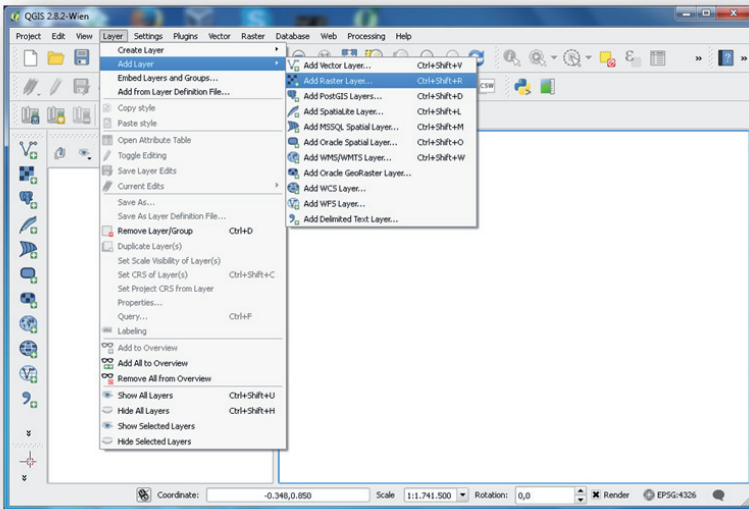 QGIS 2.8.2-Wien
Project Edit View Layer Settings Plugins Vector Raster Database Web Processing Help
Create Layer
Add Layer
Embed Layers and Groups...
Add from Layer Definition File...
Copy style
Paste style
Open Attribute Table
Toggle Editing
Save Layer Edits
Current Edits
Save As...
Save As Layer Definition File...
Remove Layer/Group Ctrl+D
Duplicate Layer(s)
Set Scale Visibility of Layer(s)
Set CRS of Layer(s) Ctrl+Shift+C
Set Project CRS from Layer
Properties...
Query... Ctrl+F
Labeling
Add to Overview
Add All to Overview
Remove All from Overview
Show All Layers Ctrl+Shift+U
Hide All Layers Ctrl+Shift+H
Show Selected Layers
Hide Selected Layers
Add Vector Layer... Ctrl+Shift+V
Add Raster Layer... Ctrl+Shift+R
Add PostGIS Layers... Ctrl+Shift+D
Add SpatiaLite Layer... Ctrl+Shift+L
Add MSSQL Spatial Layer... Ctrl+Shift+M
Add Oracle Spatial Layer... Ctrl+Shift+O
Add WMS/WMTS Layer... Ctrl+Shift+W
Add Oracle GeoRaster Layer...
Add WCS Layer...
Add WFS Layer...
Add Delimited Text Layer...
CSW
Coordinate: -0.348,0.850 Scale 1:1.741.500 Rotation: 0,0 Render EPSG:4326